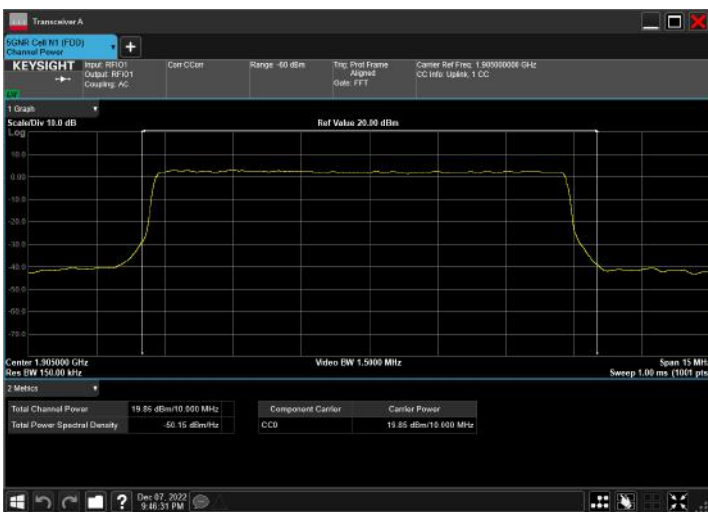 Transceiver A
5GNR Cell N1 (FDD)
Channel Power
KEYSIGHT
Input: RFIO1
Output: RFIO1
Coupling: AC
Corr CCorr
Range: -60 dBm
Trig: Prot Frame
Aligned
Gate: FFT
Carrier Ref Freq: 1.905000000 GHz
CC Info: Uplink, 1 CC
1 Graph
Scale/Div 10.0 dB
Ref Value 20.00 dBm
Log
10.0
0.00
-10.0
-20.0
-30.0
-40.0
-50.0
-60.0
-70.0
Center 1.905000 GHz
Video BW 1.5000 MHz
Span 15 MH
Res BW 150.00 kHz
Sweep 1.00 ms (1001 pts
2 Metrics
Total Channel Power 19.85 dBm/10.000 MHz
Total Power Spectral Density -50.15 dBm/Hz
Component Carrier Carrier Power
CC0 19.85 dBm/10.000 MHz
Dec 07, 2022
9:46:31 PM